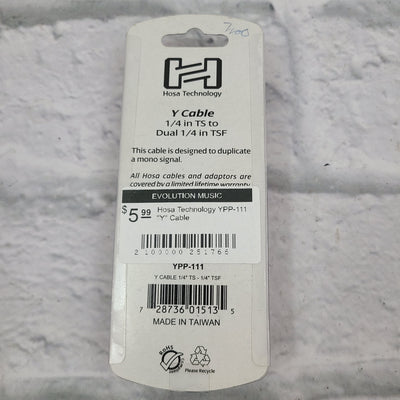 Hosa Technology
Y Cable
1/4 in TS to
Dual 1/4 in TSF
This cable is designed to duplicate
a mono signal.
All Hosa cables and adaptors are
covered by a limited lifetime warranty
EVOLUTION MUSIC
$5.99 Hosa Technology YPP-111
"Y" Cable
2 100000 251765
YPP-111
Y CABLE 1/4" TS - 1/4" TSF
7 28736 01513 5
MADE IN TAIWAN
RoHS
Please Recycle